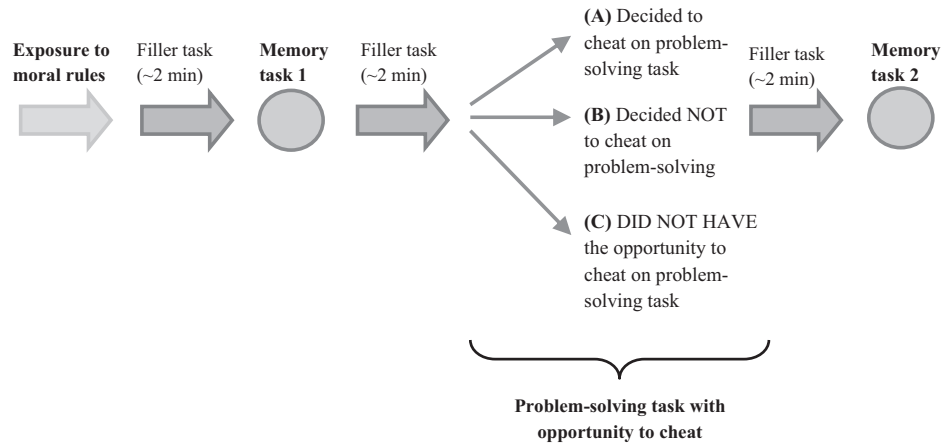 Exposure to
moral rules
Filler task
(~2 min)
Memory
task 1
Filler task
(~2 min)
(A) Decided to
cheat on problem-
solving task
(B) Decided NOT
to cheat on
problem-solving
(C) DID NOT HAVE
the opportunity to
cheat on problem-
solving task
Filler task
(~2 min)
Memory
task 2
Problem-solving task with
opportunity to cheat